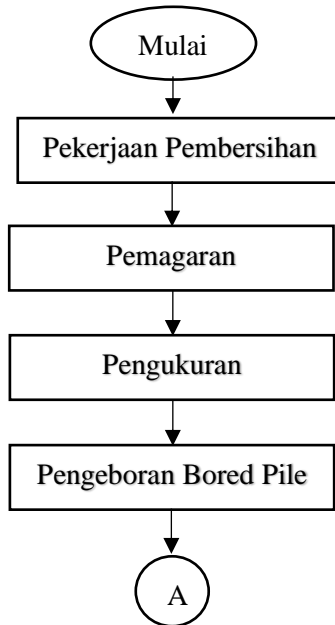 Mulai
Pekerjaan Pembersihan
Pemagaran
Pengukuran
Pengeboran Bored Pile
A